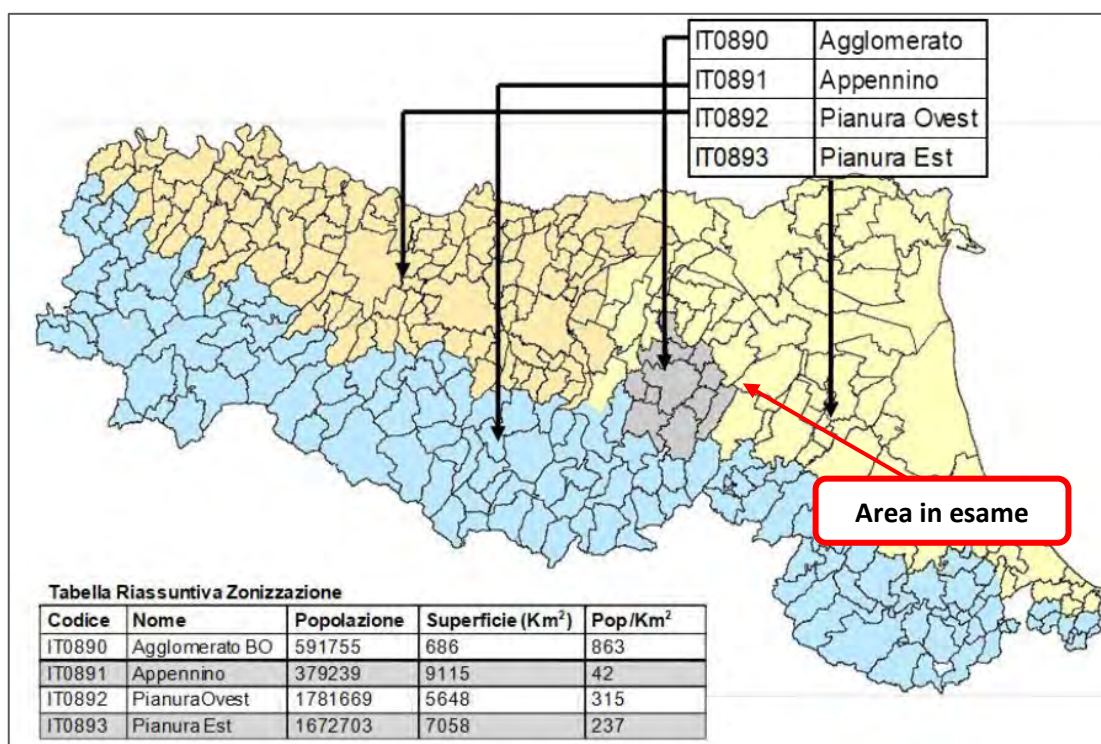 IT0890 Agglomerato
IT0891 Appennino
IT0892 Pianura Ovest
IT0893 Pianura Est
Area in esame
Tabella Riassuntiva Zonizzazione
Codice Nome Popolazione Superficie (Km²) Pop/Km²
IT0890 Agglomerato BO 591755 686 863
IT0891 Appennino 379239 9115 42
IT0892 PianuraOvest 1781669 5648 315
IT0893 Pianura Est 1672703 7058 237